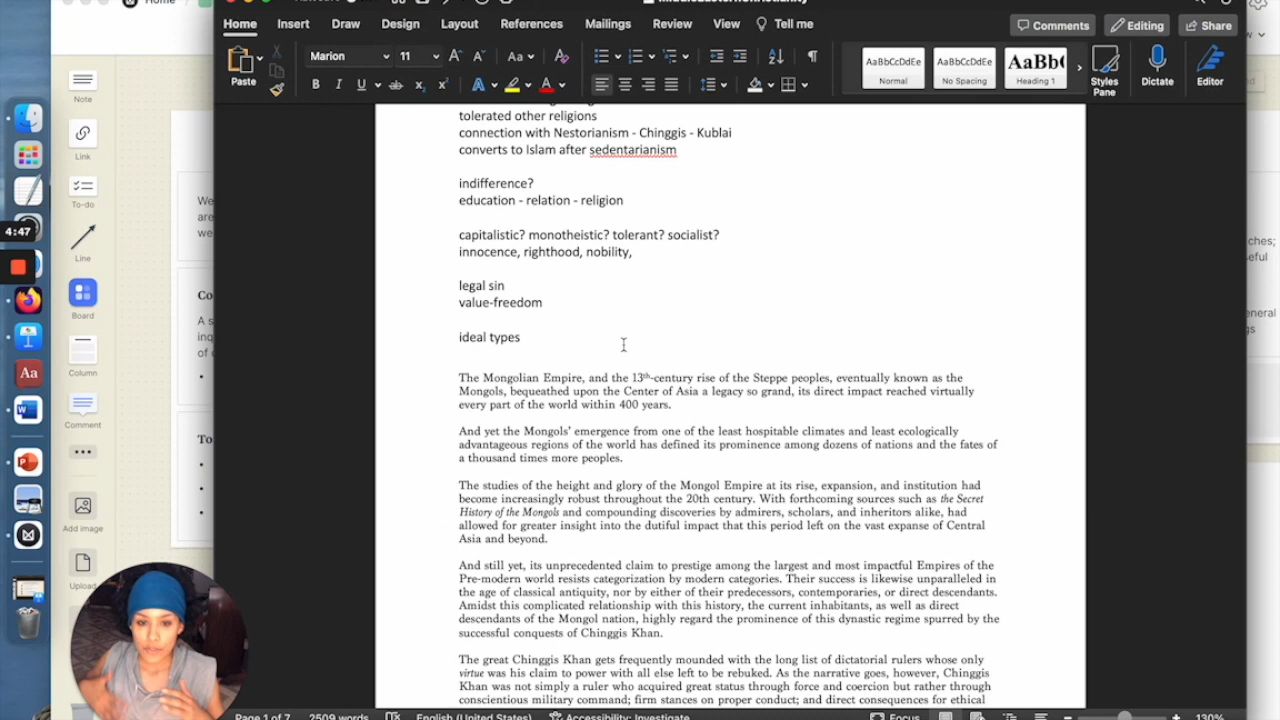 Home
Home Insert Draw Design Layout References Mailings Review View Tell me
Comments Editing Share
Paste
Marion 11
Aa
B I U ab x₂ x² A A
AaBbCcDdEe AaBbCcDdEe AaBb(
Normal No Spacing Heading 1
Styles Pane
Dictate
Editor
Note
Link
To-do
Line
Board
Column
Comment
Add image
Upload
4:47
We
are
we
Co
A s
inq
of c
To
ches;
eful
eneral
gs
tolerated other religions
connection with Nestorianism - Chinggis - Kublai
converts to Islam after sedentarianism
indifference?
education - relation - religion
capitalistic? monotheistic? tolerant? socialist?
innocence, righthood, nobility,
legal sin
value-freedom
ideal types
The Mongolian Empire, and the 13th-century rise of the Steppe peoples, eventually known as the
Mongols, bequeathed upon the Center of Asia a legacy so grand, its direct impact reached virtually
every part of the world within 400 years.
And yet the Mongols’ emergence from one of the least hospitable climates and least ecologically
advantageous regions of the world has defined its prominence among dozens of nations and the fates of
a thousand times more peoples.
The studies of the height and glory of the Mongol Empire at its rise, expansion, and institution had
become increasingly robust throughout the 20th century. With forthcoming sources such as the Secret
History of the Mongols and compounding discoveries by admirers, scholars, and inheritors alike, had
allowed for greater insight into the dutiful impact that this period left on the vast expanse of Central
Asia and beyond.
And still yet, its unprecedented claim to prestige among the largest and most impactful Empires of the
Pre-modern world resists categorization by modern categories. Their success is likewise unparalleled in
the age of classical antiquity, nor by either of their predecessors, contemporaries, or direct descendants.
Amidst this complicated relationship with this history, the current inhabitants, as well as direct
descendants of the Mongol nation, highly regard the prominence of this dynastic regime spurred by the
successful conquests of Chinggis Khan.
The great Chinggis Khan gets frequently mounded with the long list of dictatorial rulers whose only
virtue was his claim to power with all else left to be rebuked. As the narrative goes, however, Chinggis
Khan was not simply a ruler who acquired great status through force and coercion but rather through
conscientious military command; firm stances on proper conduct; and direct consequences for ethical
Page 1 of 7 2509 words English (United States) Accessibility: Investigate Focus 130%